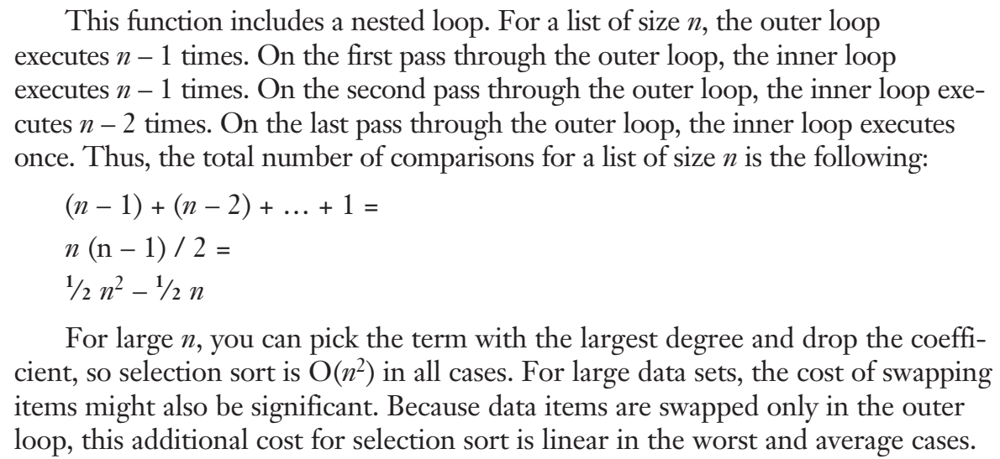 This function includes a nested loop. For a list of size n, the outer loop
executes n – 1 times. On the first pass through the outer loop, the inner loop
executes n – 1 times. On the second pass through the outer loop, the inner loop exe-
cutes n – 2 times. On the last pass through the outer loop, the inner loop executes
once. Thus, the total number of comparisons for a list of size n is the following:
(n – 1) + (n – 2) + … + 1 =
n (n – 1) / 2 =
½ n² – ½ n
For large n, you can pick the term with the largest degree and drop the coeffi-
cient, so selection sort is O(n²) in all cases. For large data sets, the cost of swapping
items might also be significant. Because data items are swapped only in the outer
loop, this additional cost for selection sort is linear in the worst and average cases.